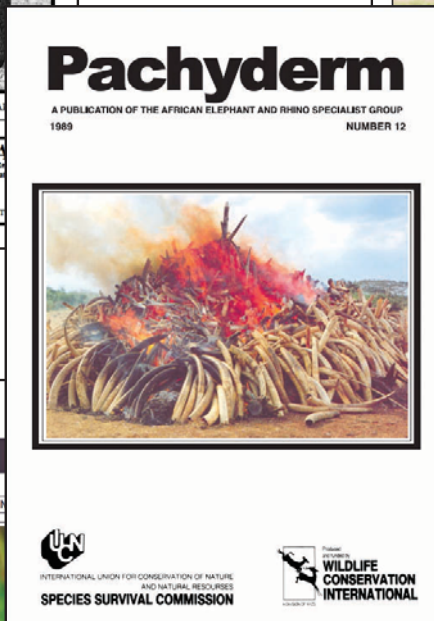 Pachyderm
A PUBLICATION OF THE AFRICAN ELEPHANT AND RHINO SPECIALIST GROUP
1989 NUMBER 12
IUCN
INTERNATIONAL UNION FOR CONSERVATION OF NATURE
AND NATURAL RESOURSES
SPECIES SURVIVAL COMMISSION
WILDLIFE
CONSERVATION
INTERNATIONAL